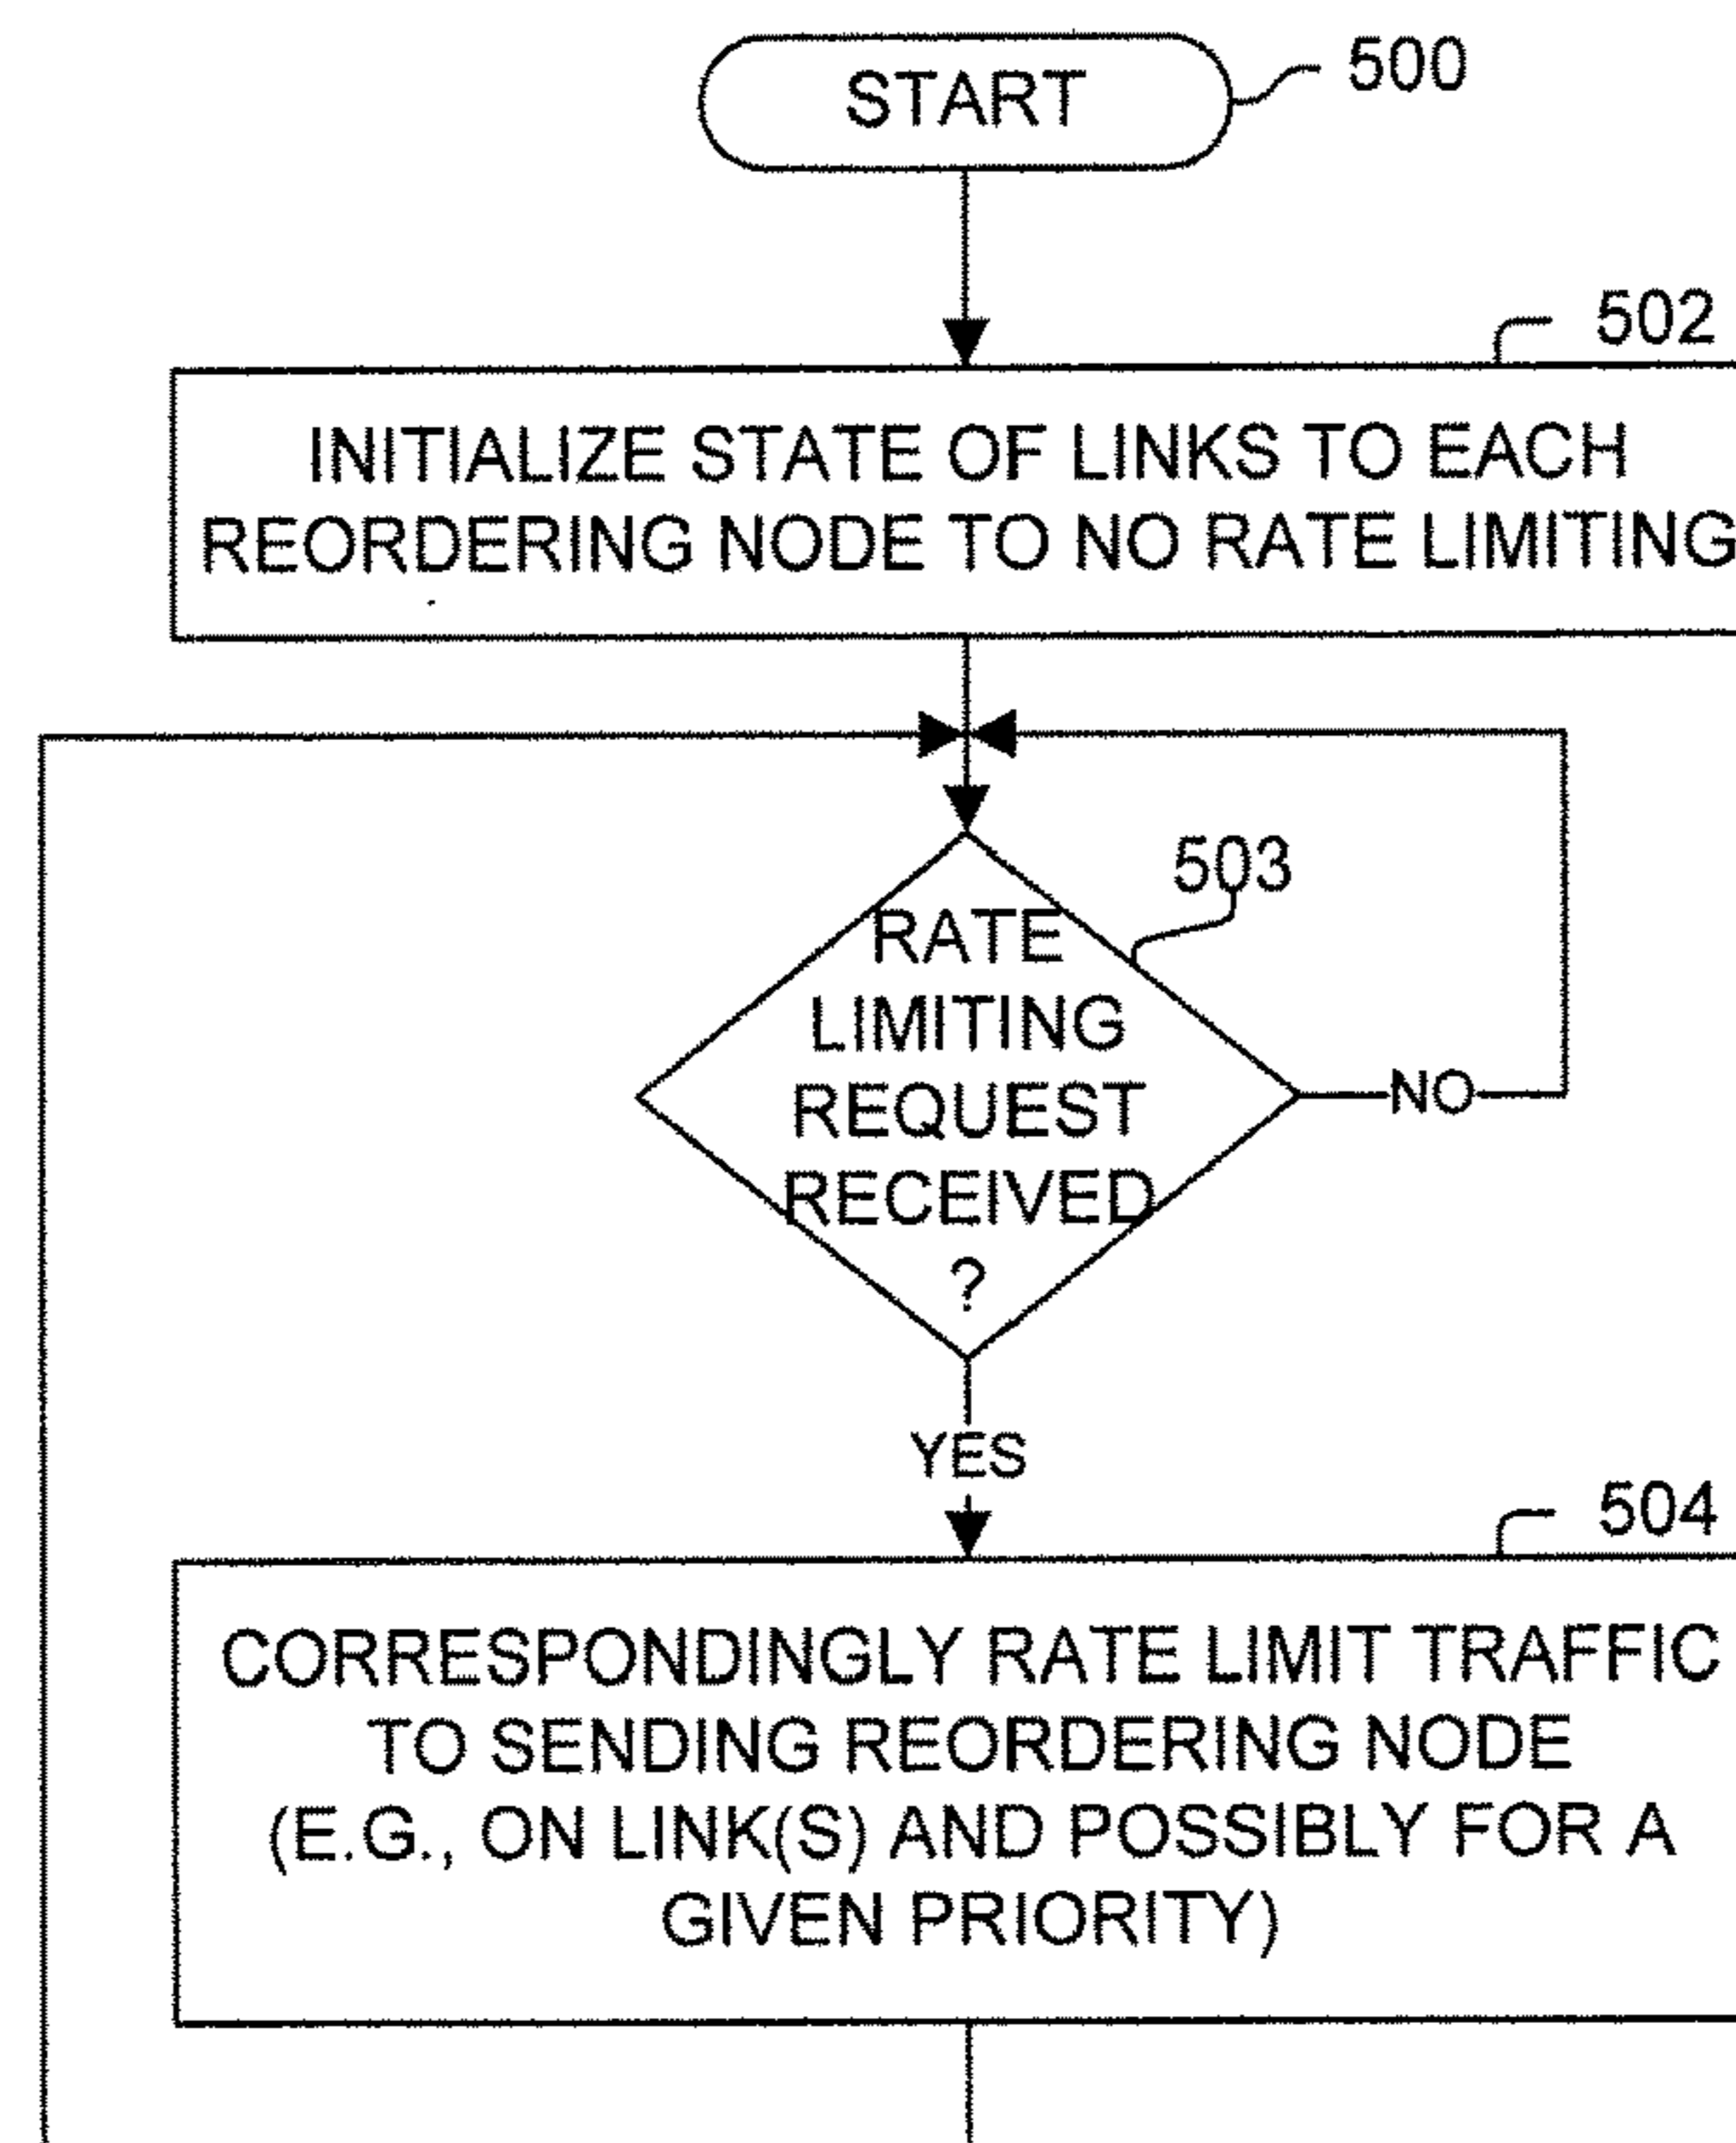 START
500
502
INITIALIZE STATE OF LINKS TO EACH
REORDERING NODE TO NO RATE LIMITING
503
RATE
LIMITING
REQUEST
RECEIVED
?
NO
YES
504
CORRESPONDINGLY RATE LIMIT TRAFFIC
TO SENDING REORDERING NODE
(E.G., ON LINK(S) AND POSSIBLY FOR A
GIVEN PRIORITY)